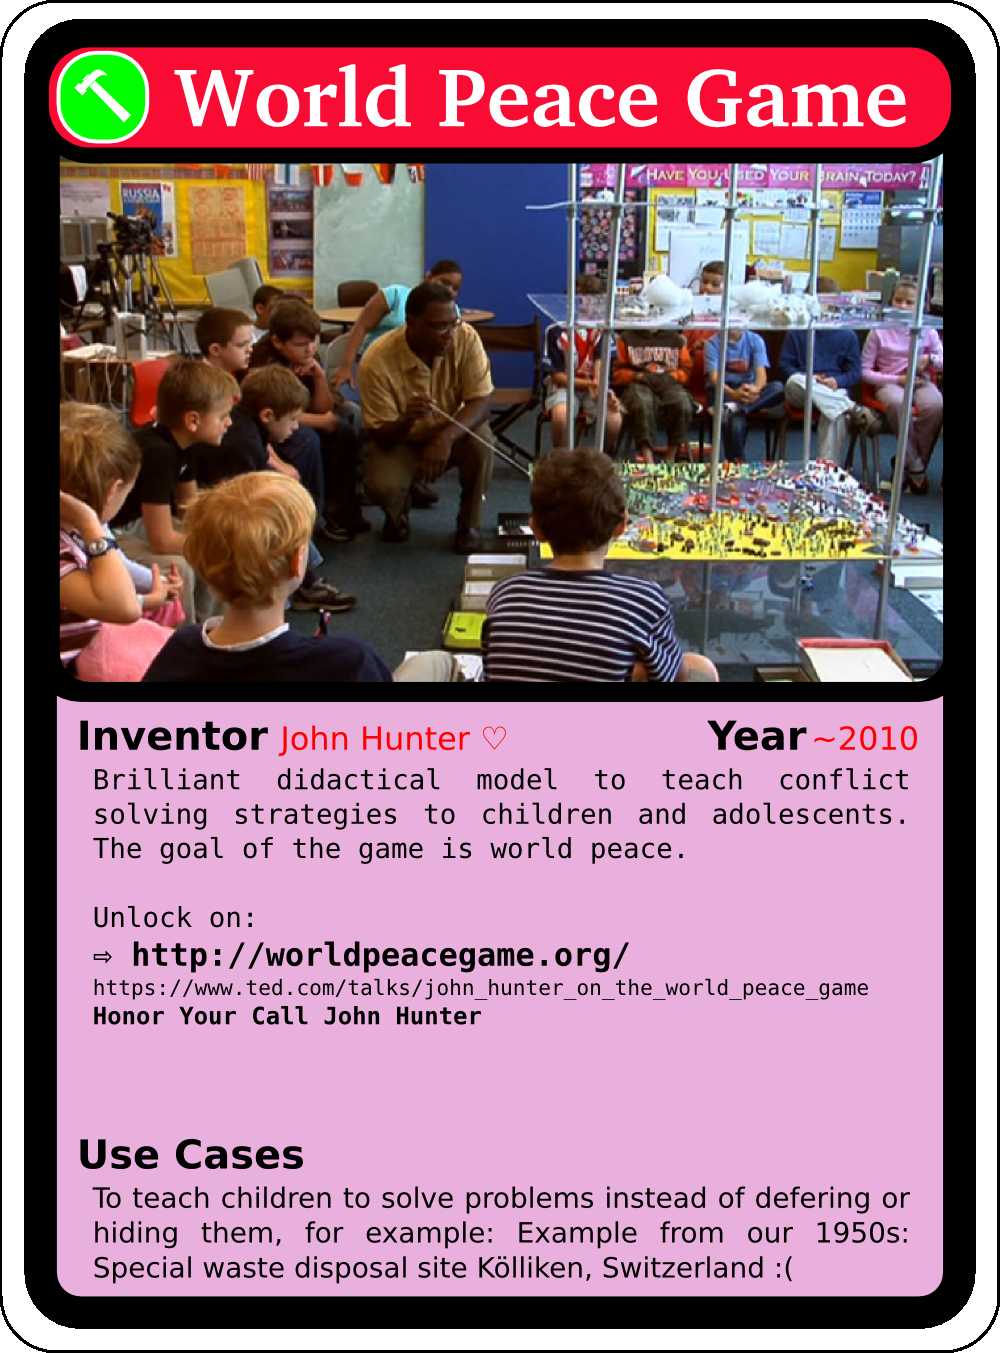 World Peace Game
HAVE YOU USED YOUR BRAIN TODAY?
RUSSIA
Inventor John Hunter ♡ Year ~2010
Brilliant didactical model to teach conflict
solving strategies to children and adolescents.
The goal of the game is world peace.
Unlock on:
⇨ http://worldpeacegame.org/
https://www.ted.com/talks/john_hunter_on_the_world_peace_game
Honor Your Call John Hunter
Use Cases
To teach children to solve problems instead of defering or
hiding them, for example: Example from our 1950s:
Special waste disposal site Kölliken, Switzerland :(